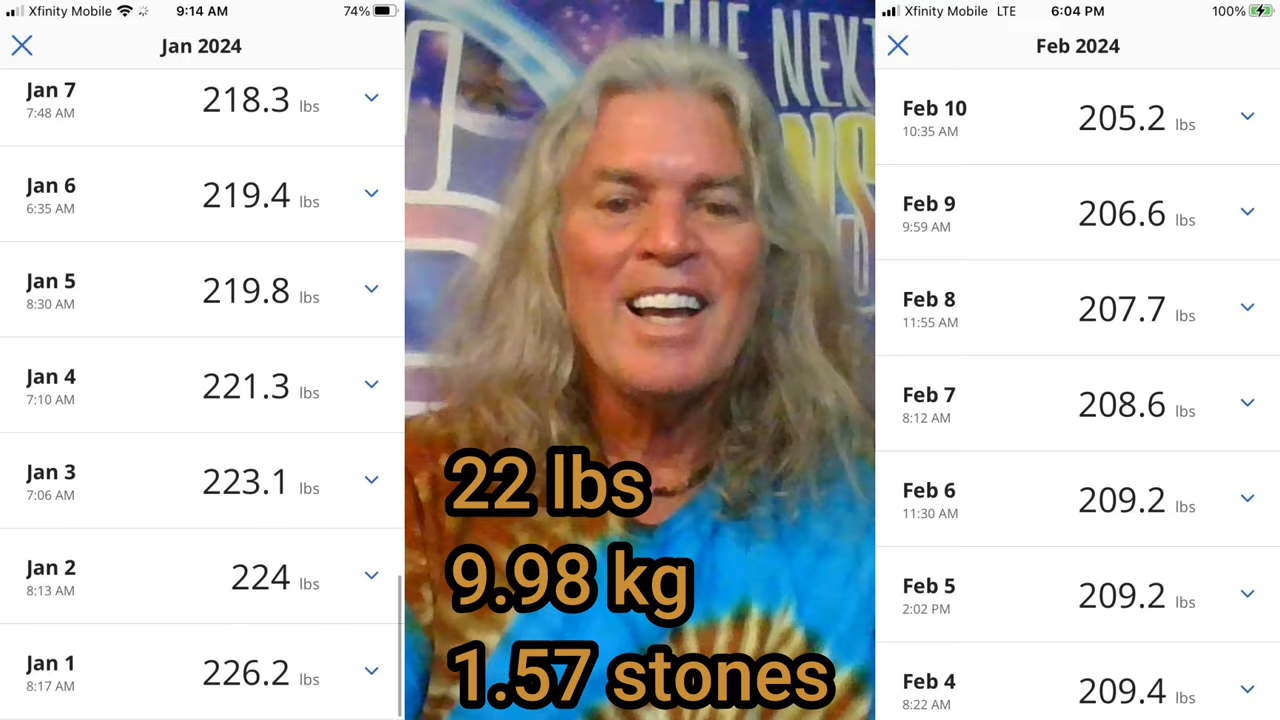 Xfinity Mobile 9:14 AM 74%
Jan 2024
Jan 7 218.3 lbs
7:48 AM
Jan 6 219.4 lbs
6:35 AM
Jan 5 219.8 lbs
8:30 AM
Jan 4 221.3 lbs
7:10 AM
Jan 3 223.1 lbs
7:06 AM
Jan 2 224 lbs
8:13 AM
Jan 1 226.2 lbs
8:17 AM
THE NEXT
22 lbs
9.98 kg
1.57 stones
Xfinity Mobile LTE 6:04 PM 100%
Feb 2024
Feb 10 205.2 lbs
10:35 AM
Feb 9 206.6 lbs
9:59 AM
Feb 8 207.7 lbs
11:55 AM
Feb 7 208.6 lbs
8:12 AM
Feb 6 209.2 lbs
11:30 AM
Feb 5 209.2 lbs
2:02 PM
Feb 4 209.4 lbs
8:22 AM